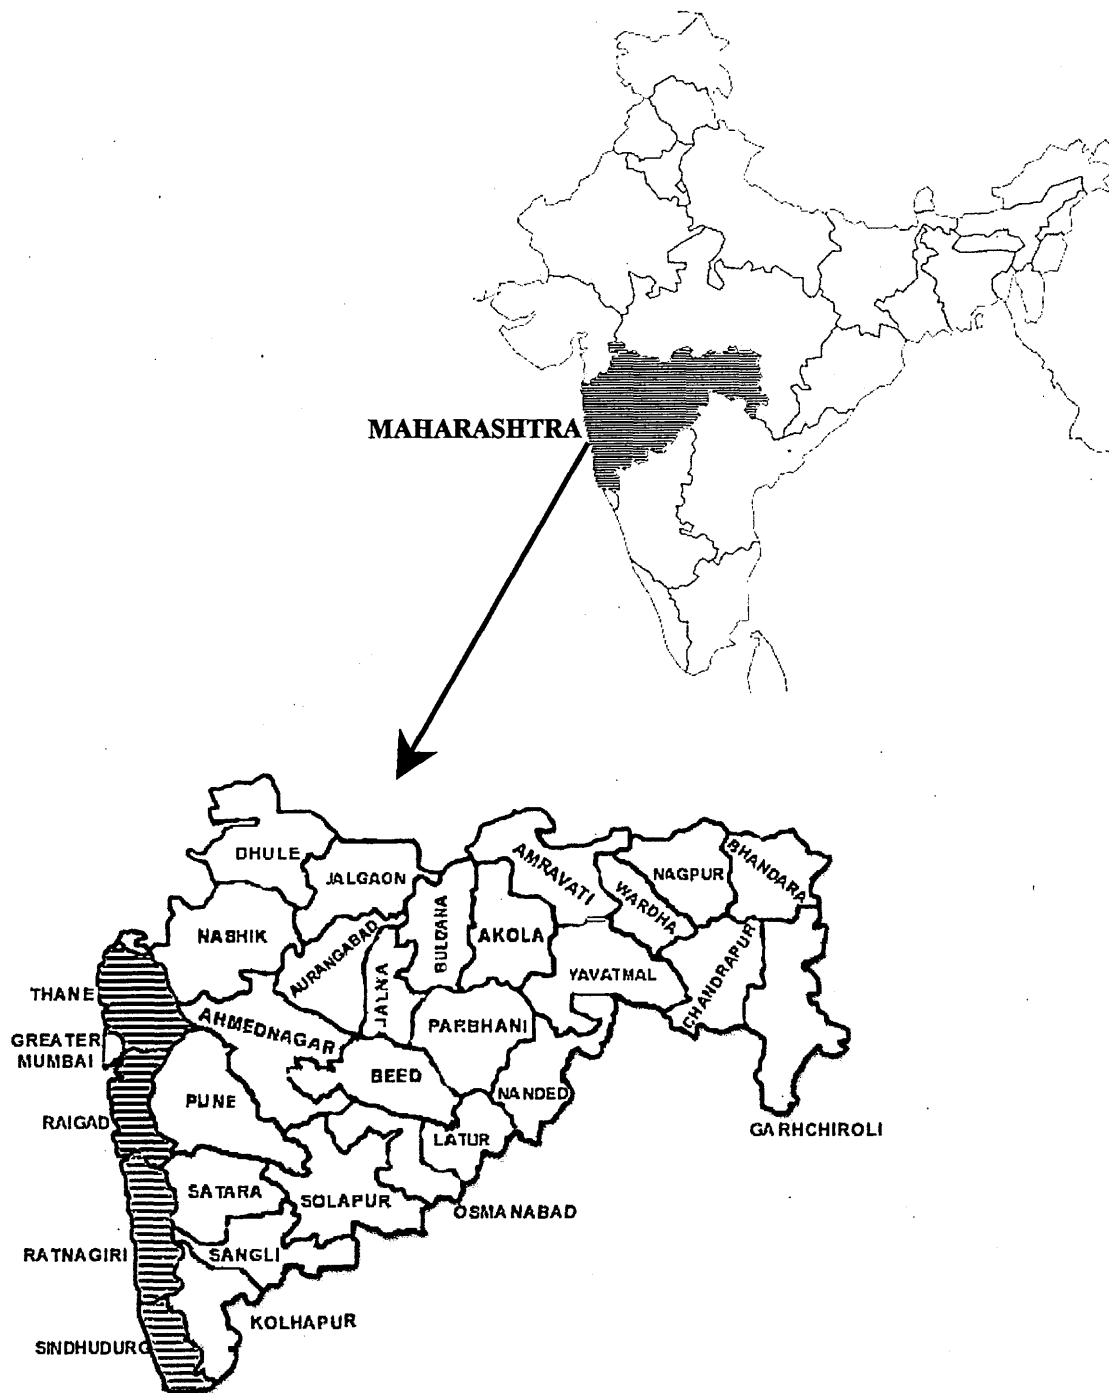 MAHARASHTRA
DHULE
JALGAON
AMRAVATI
NAGPUR
BHANDARA
WARDHA
NASHIK
AURANGABAD
JALNA
BULDANA
AKOLA
YAVATMAL
CHANDRAPUR
THANE
AHMEDNAGAR
PARBHANI
GREATER
MUMBAI
BEED
NANDED
PUNE
RAIGAD
LATUR
GARHCHIROLI
SATARA
SOLAPUR
OSMANABAD
RATNAGIRI
SANGLI
KOLHAPUR
SINDHUDURG